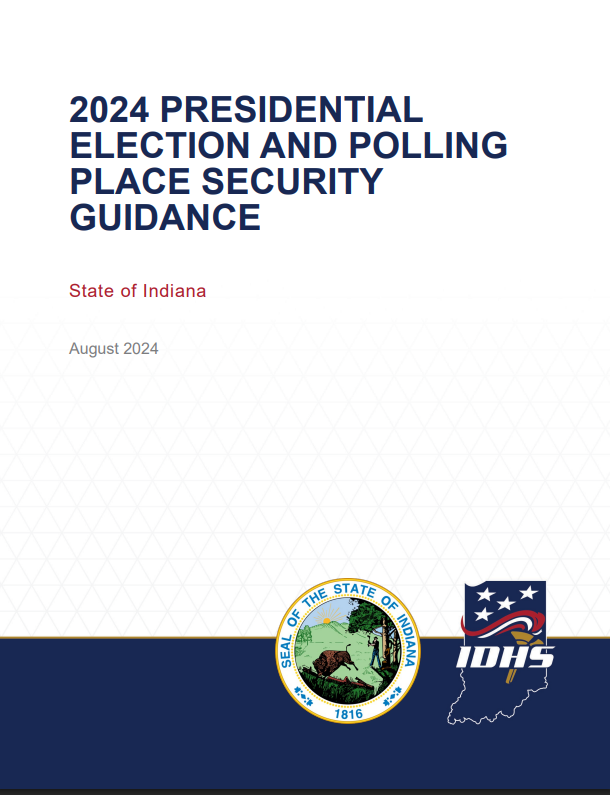 2024 PRESIDENTIAL
ELECTION AND POLLING
PLACE SECURITY
GUIDANCE
State of Indiana
August 2024
SEAL OF THE STATE OF INDIANA
1816
IDHS